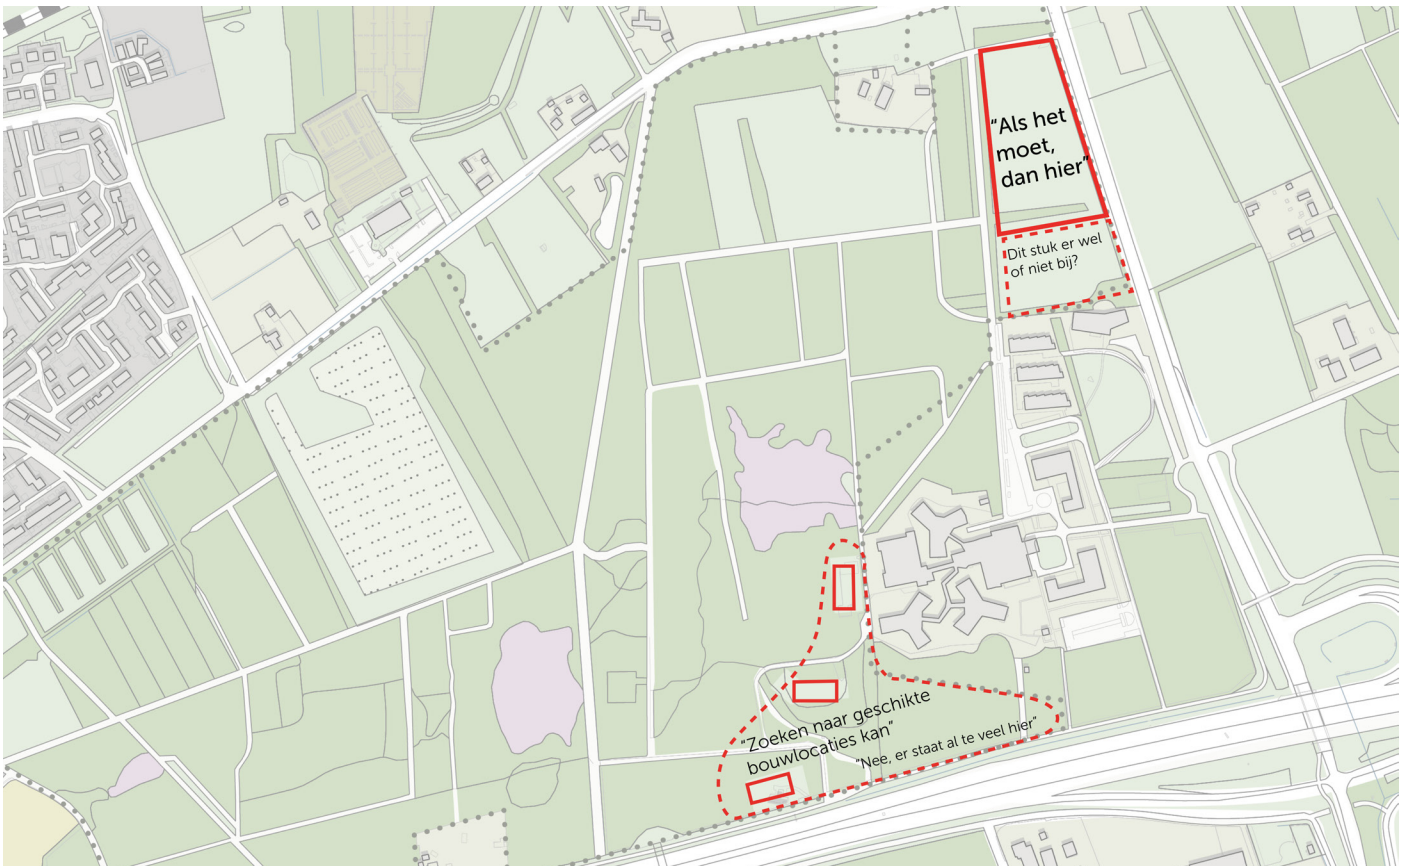 “Als het
moet,
dan hier”
Dit stuk er wel
of niet bij?
“Zoeken naar geschikte
bouwlocaties kan”
“Nee, er staat al te veel hier”